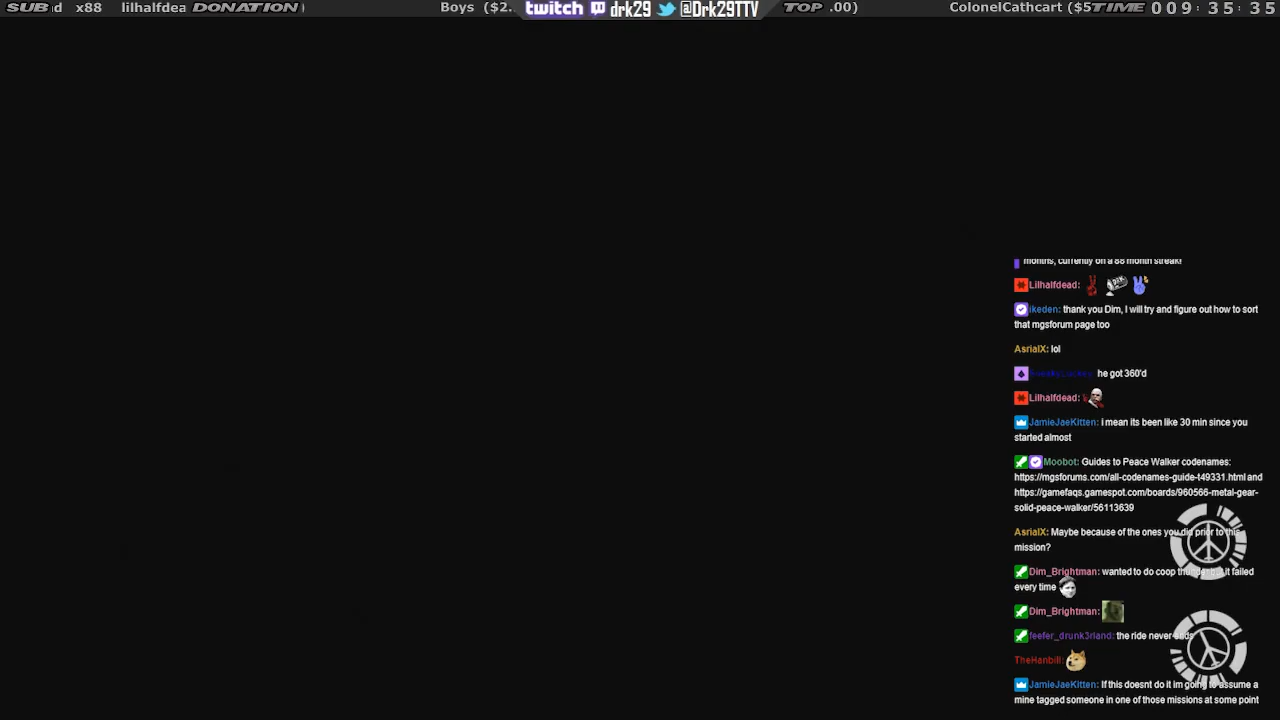 SUB: d x88 lilhalfdea DONATION Boys ($2. twitch drk29 @Drk29TTV TOP .00) ColonelCathcart ($5 TIME 009:35:35
months, currently on a 88 month streak!
Lilhalfdead:
ikeden: thank you Dim, I will try and figure out how to sort
that mgsforum page too
AsrialX: lol
he got 360'd
Lilhalfdead:
JamieJaeKitten: i mean its been like 30 min since you
started almost
Moobot: Guides to Peace Walker codenames:
https://mgsforums.com/all-codenames-guide-t49331.html and
https://gamefaqs.gamespot.com/boards/960566-metal-gear-
solid-peace-walker/56113639
AsrialX: Maybe because of the ones you did prior to this
mission?
Dim_Brightman: wanted to do coop thunder but it failed
every time
Dim_Brightman:
feefer_drunk3rland: the ride never ends
TheHanbill:
JamieJaeKitten: If this doesnt do it im going to assume a
mine tagged someone in one of those missions at some point